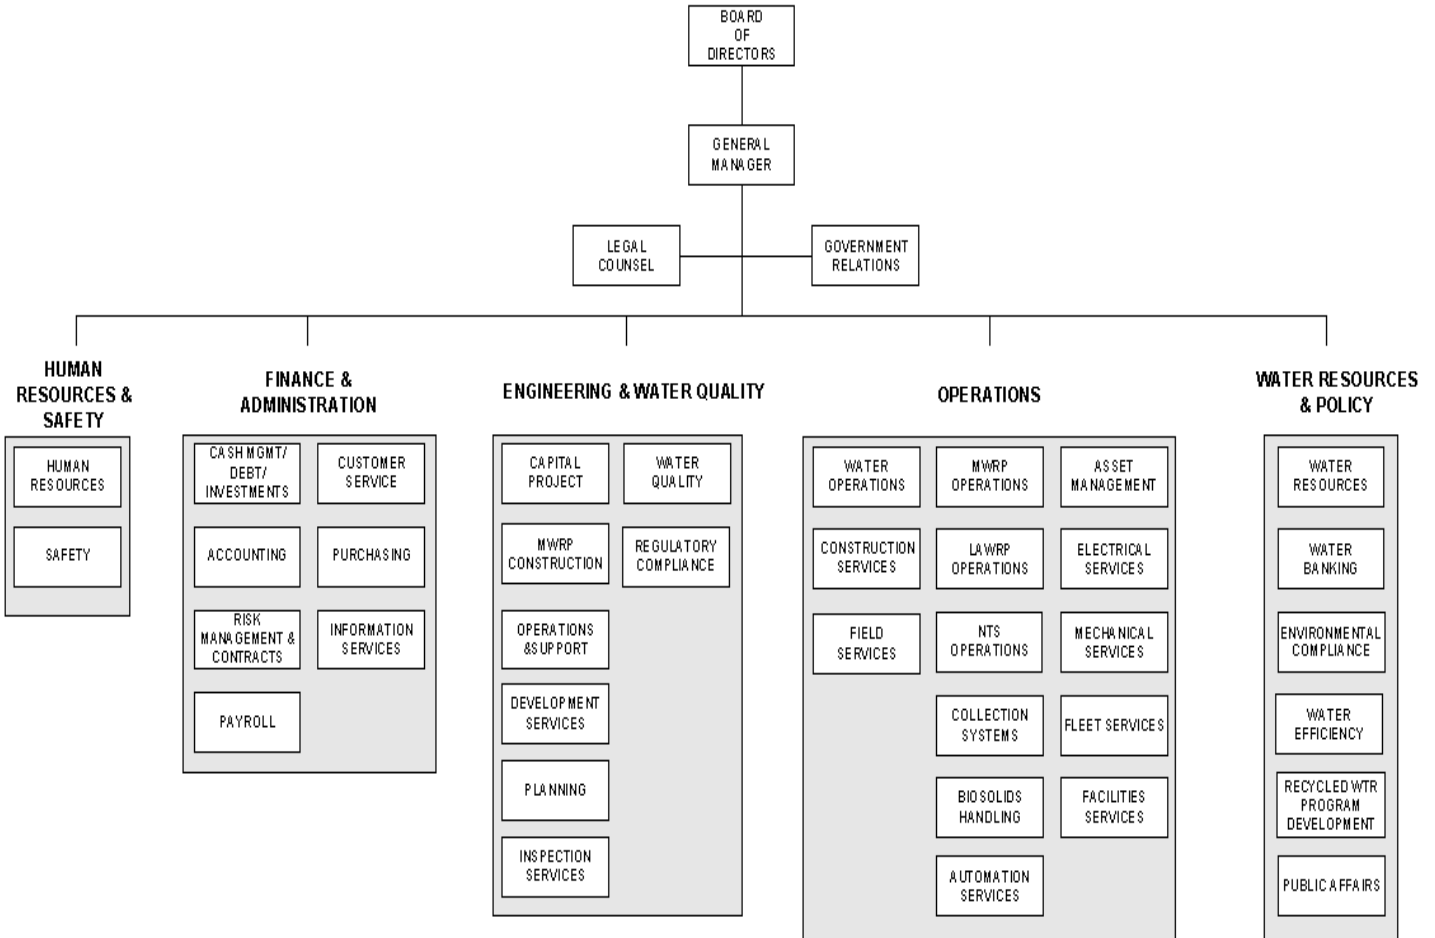 BOARD
OF
DIRECTORS
GENERAL
MANAGER
LEGAL
COUNSEL
GOVERNMENT
RELATIONS
HUMAN
RESOURCES &
SAFETY
HUMAN
RESOURCES
SAFETY
FINANCE &
ADMINISTRATION
CASH MGMT/
DEBT/
INVESTMENTS
ACCOUNTING
RISK
MANAGEMENT &
CONTRACTS
PAYROLL
CUSTOMER
SERVICE
PURCHASING
INFORMATION
SERVICES
ENGINEERING & WATER QUALITY
CAPITAL
PROJECT
MWRP
CONSTRUCTION
OPERATIONS
&SUPPORT
DEVELOPMENT
SERVICES
PLANNING
INSPECTION
SERVICES
WATER
QUALITY
REGULATORY
COMPLIANCE
OPERATIONS
WATER
OPERATIONS
CONSTRUCTION
SERVICES
FIELD
SERVICES
MWRP
OPERATIONS
LAWRP
OPERATIONS
NTS
OPERATIONS
COLLECTION
SYSTEMS
BIOSOLIDS
HANDLING
AUTOMATION
SERVICES
ASSET
MANAGEMENT
ELECTRICAL
SERVICES
MECHANICAL
SERVICES
FLEET SERVICES
FACILITIES
SERVICES
WATER RESOURCES
& POLICY
WATER
RESOURCES
WATER
BANKING
ENVIRONMENTAL
COMPLIANCE
WATER
EFFICIENCY
RECYCLED WTR
PROGRAM
DEVELOPMENT
PUBLIC AFFAIRS